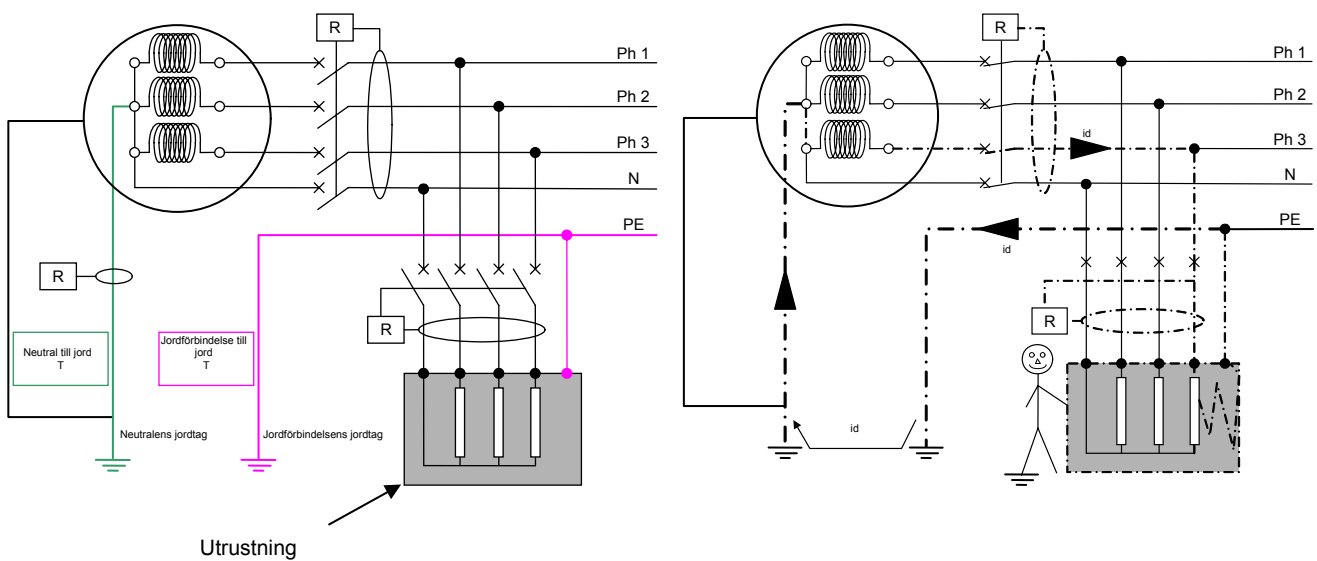 R
Ph 1
Ph 2
Ph 3
N
PE
R
R
Neutral till jord
T
Jordförbindelse till
jord
T
Neutralens jordtag
Jordförbindelsens jordtag
Utrustning
R
Ph 1
Ph 2
id
Ph 3
N
PE
id
R
id